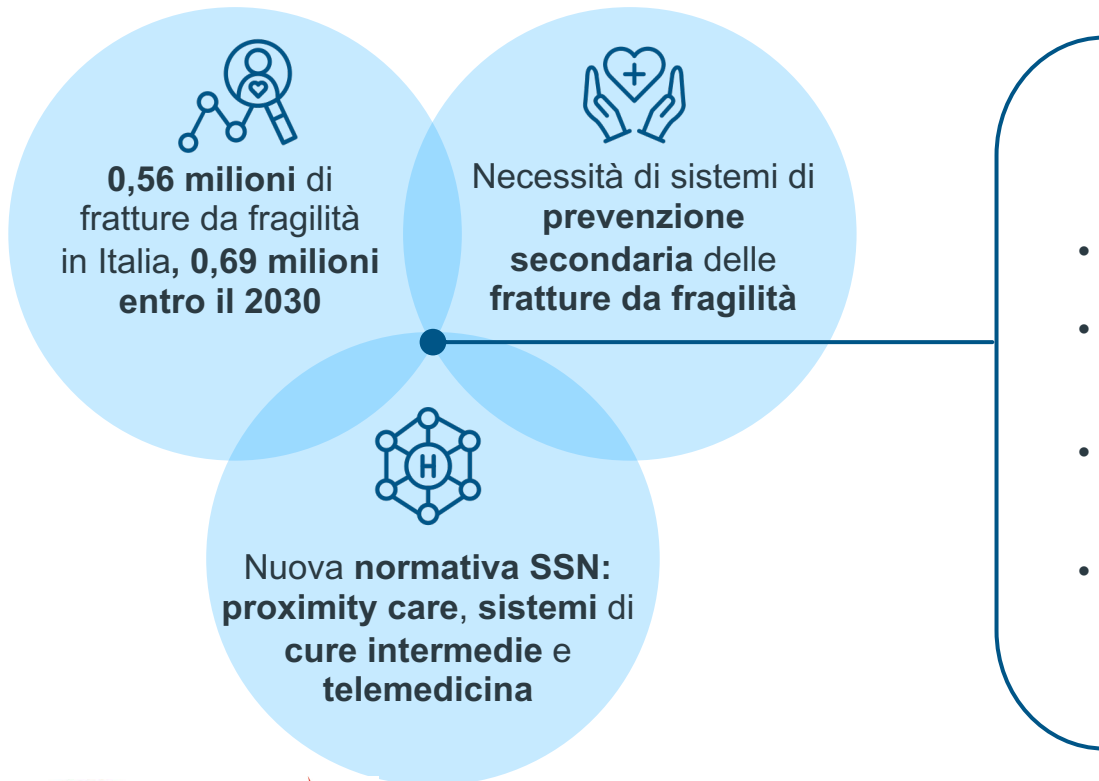 0,56 milioni di
fratture da fragilità
in Italia, 0,69 milioni
entro il 2030
Necessità di sistemi di
prevenzione
secondaria delle
fratture da fragilità
H
Nuova normativa SSN:
proximity care, sistemi di
cure intermedie e
telemedicina